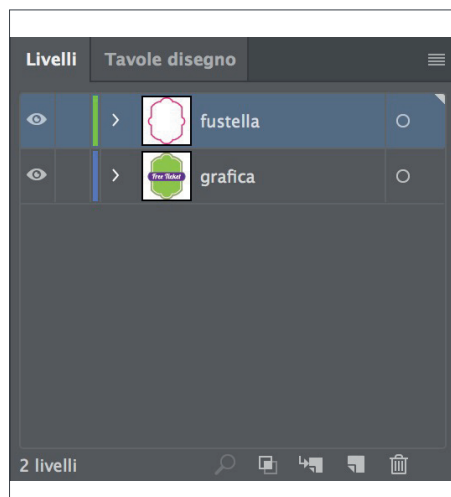 Livelli Tavole disegno
fustella
Free Ticket
grafica
2 livelli